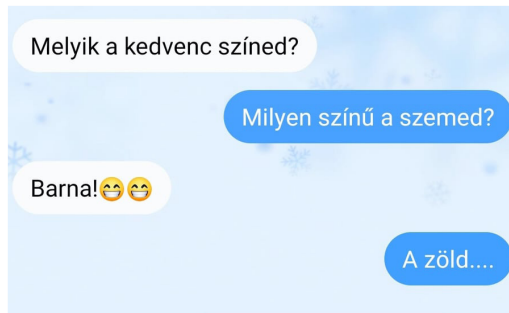 Melyik a kedvenc színed?
Milyen színű a szemed?
Barna!😁😁
A zöld....